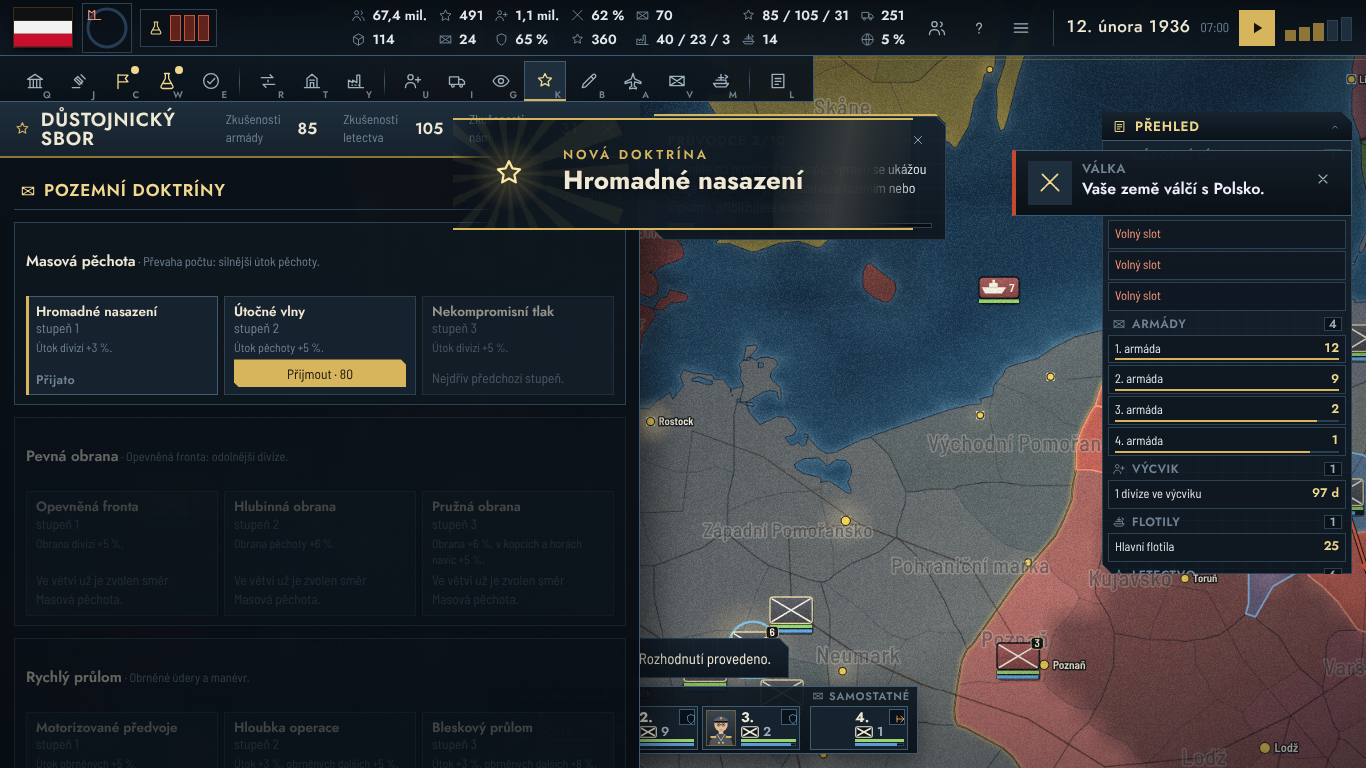 67,4 mil. 491 1,1 mil. 62 % 70 85 / 105 / 31 251
114 24 65 % 360 40 / 23 / 3 14 5 %
12. února 1936 07:00
Q J C W E R T Y U I G K B A V M L
DŮSTOJNICKÝ SBOR
Zkušenosti armády 85
Zkušenosti letectva 105
POZEMNÍ DOKTRÍNY
Masová pěchota · Převaha počtu: silnější útok pěchoty.
Hromadné nasazení
stupeň 1
Útok divizí +3 %.
Přijato
Útočné vlny
stupeň 2
Útok pěchoty +5 %.
Přijmout · 80
Nekompromisní tlak
stupeň 3
Útok divizí +5 %.
Nejdřív předchozí stupeň.
Pevná obrana · Opevněná fronta: odolnější divize.
Opevněná fronta
stupeň 1
Obrana divizí +5 %.
Ve větvi už je zvolen směr
Masová pěchota.
Hlubinná obrana
stupeň 2
Obrana pěchoty +6 %.
Ve větvi už je zvolen směr
Masová pěchota.
Pružná obrana
stupeň 3
Obrana +6 %, v kopcích a horách
navíc +5 %.
Ve větvi už je zvolen směr
Masová pěchota.
Rychlý průlom · Obrněné údery a manévr.
Motorizované předvoje
stupeň 1
Hloubka operace
stupeň 2
Bleskový průlom
stupeň 3
NOVÁ DOKTRÍNA
Hromadné nasazení
se ukážou
nebo
VÁLKA
Vaše země válčí s Polsko.
PŘEHLED
Volný slot
Volný slot
Volný slot
ARMÁDY 4
1. armáda 12
2. armáda 9
3. armáda 2
4. armáda 1
VÝCVIK 1
1 divize ve výcviku 97 d
FLOTILY 1
Hlavní flotila 25
Skåne
7
Rostock
Východní Pomořan
Západní Pomořansko
Pohraniční marka
Kujavsko
Toruň
Poznaň
3
Poznaň
Neumark
6
Varš
Lodž
Lodž
Rozhodnutí provedeno.
SAMOSTATNÉ
2. 9
3. 2
4. 1